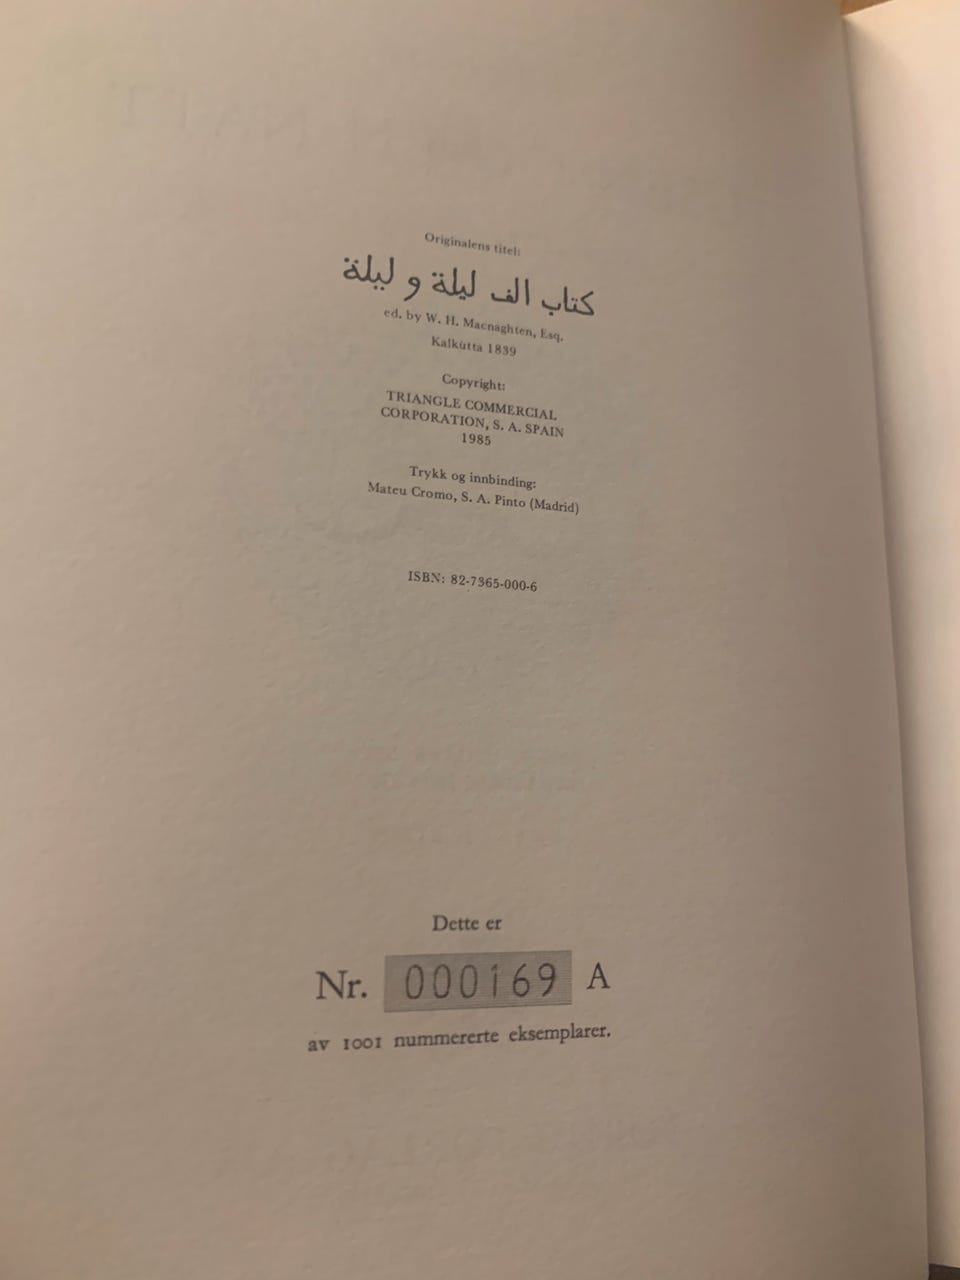 Originalens titel:
كتاب الف ليلة و ليلة
ed. by W. H. Macnaghten, Esq.
Kalkutta 1839
Copyright:
TRIANGLE COMMERCIAL
CORPORATION, S. A. SPAIN
1985
Trykk og innbinding:
Mateu Cromo, S. A. Pinto (Madrid)
ISBN: 82-7365-000-6
Dette er
Nr. 000169 A
av 1001 nummererte eksemplarer.